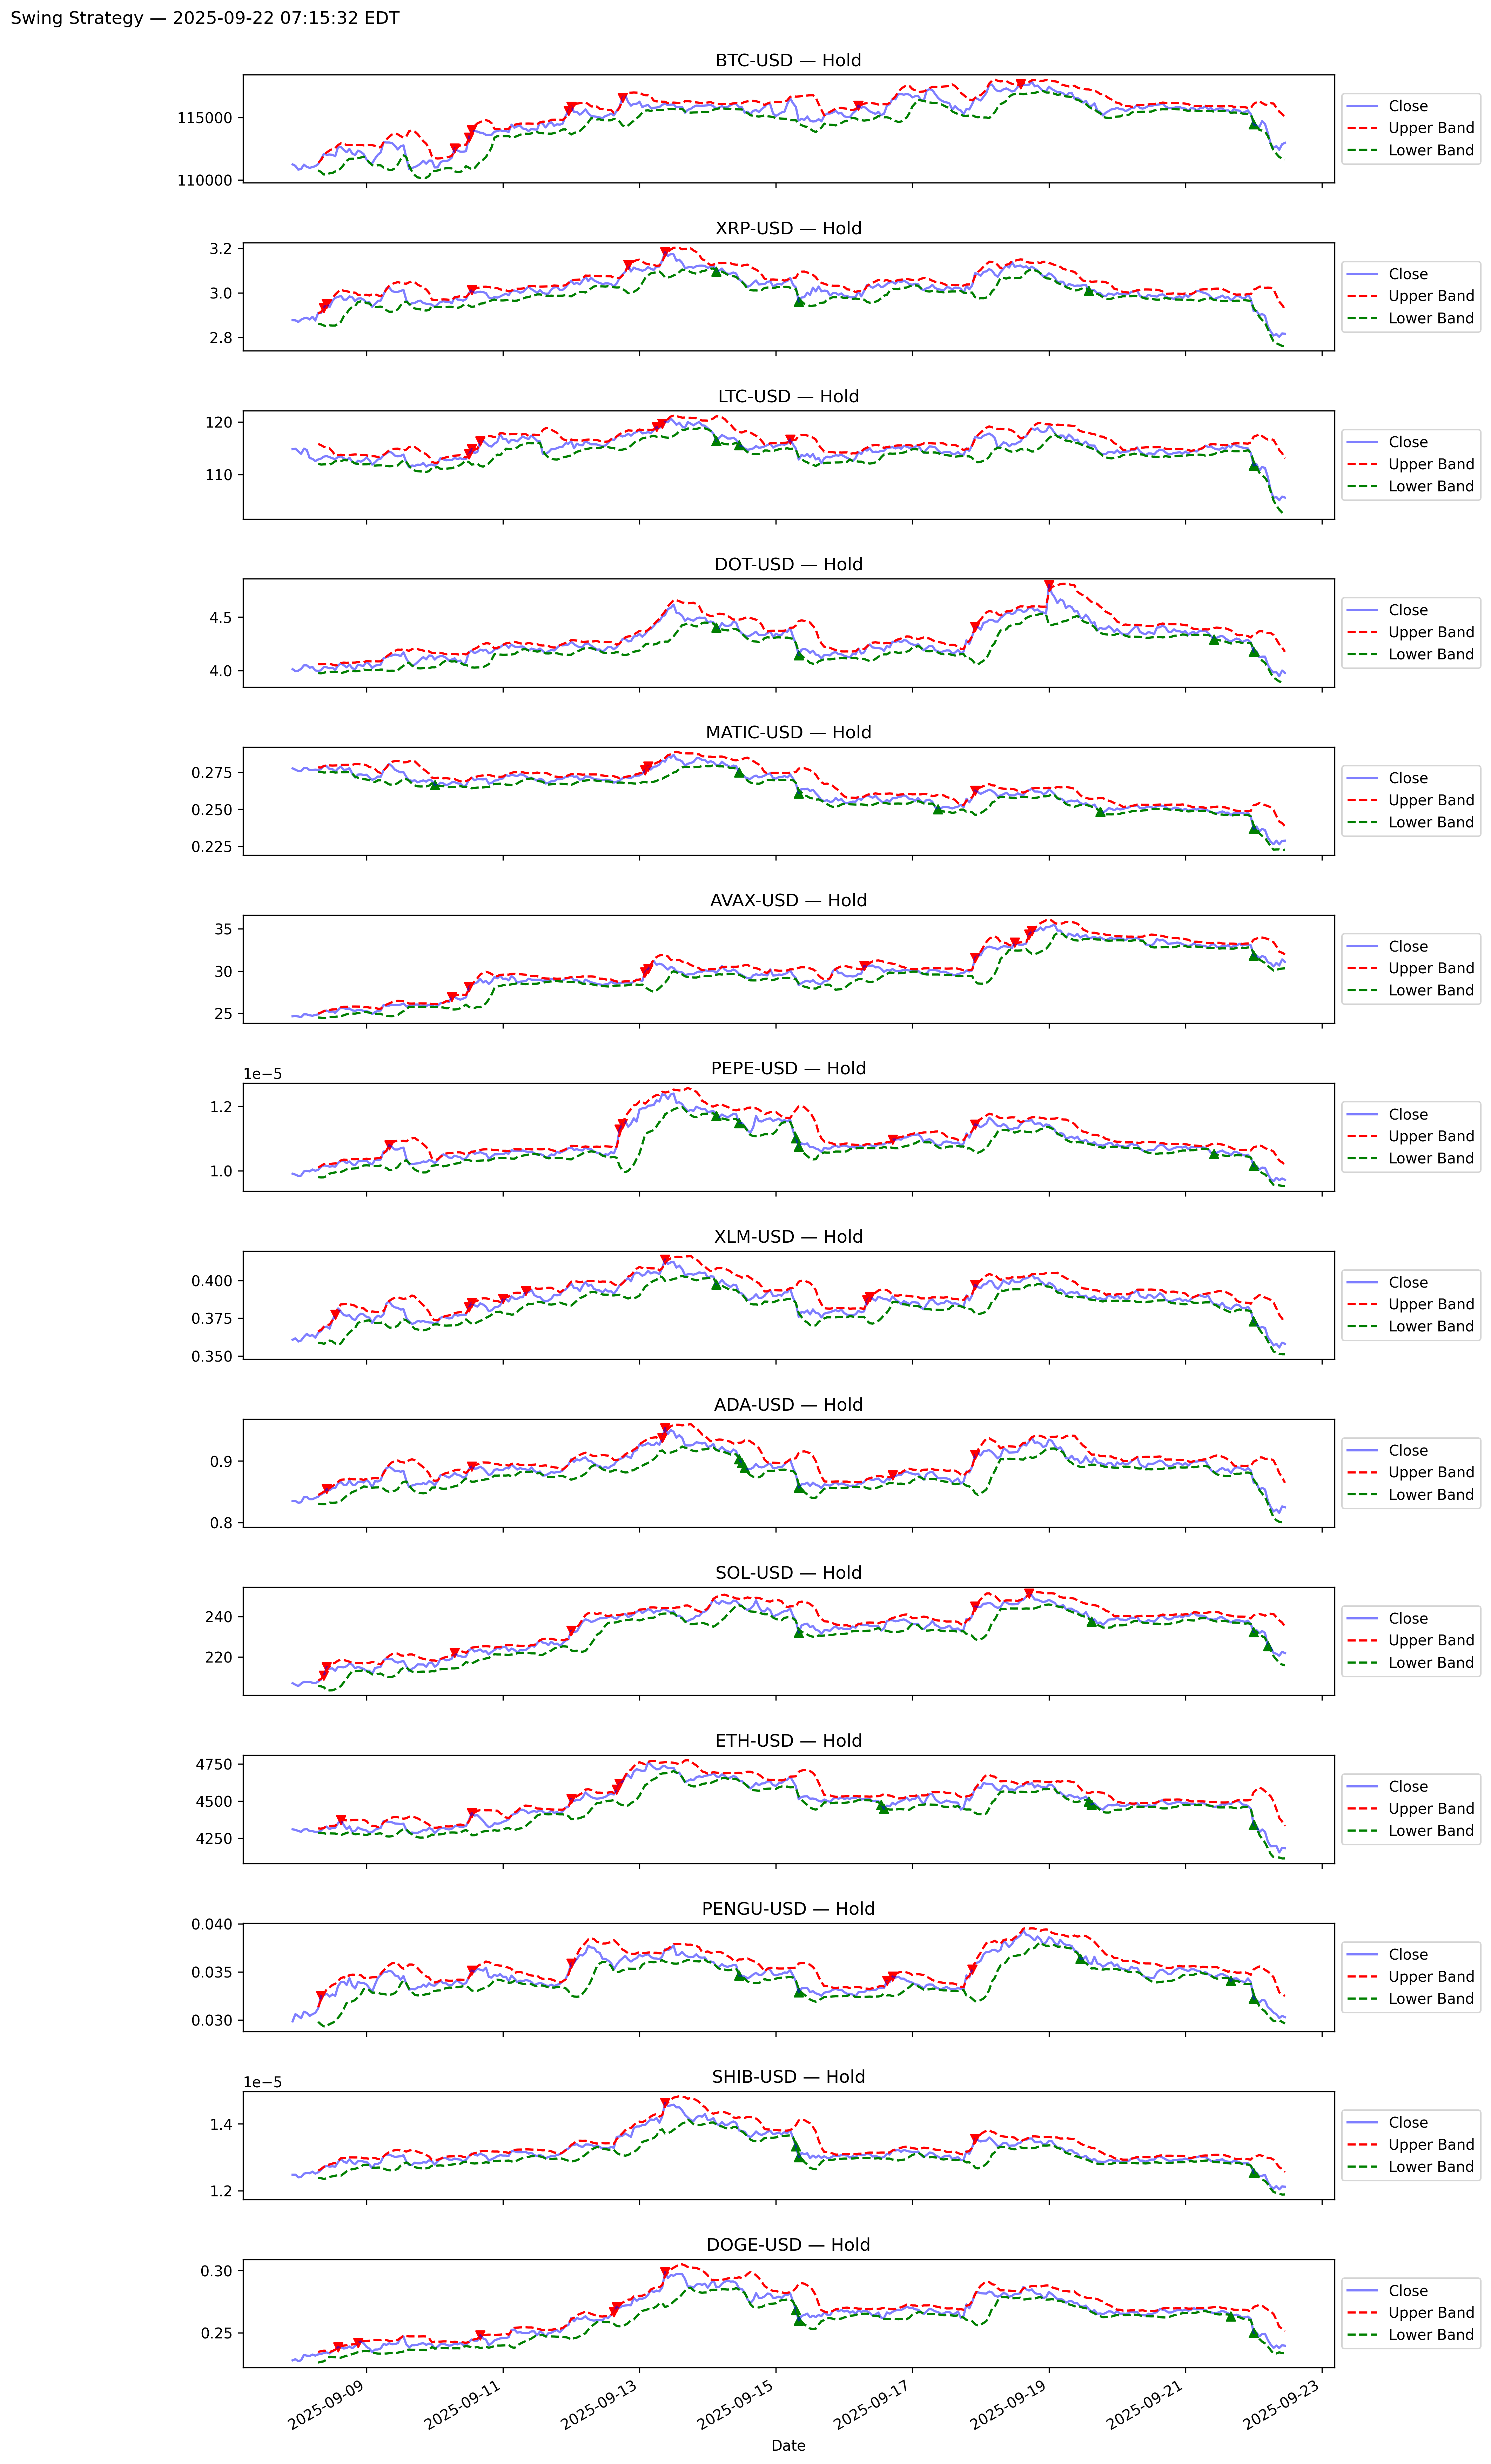 Swing Strategy — 2025-09-22 07:15:32 EDT
BTC-USD — Hold
115000
110000
Close
Upper Band
Lower Band
XRP-USD — Hold
3.2
3.0
2.8
Close
Upper Band
Lower Band
LTC-USD — Hold
120
110
Close
Upper Band
Lower Band
DOT-USD — Hold
4.5
4.0
Close
Upper Band
Lower Band
MATIC-USD — Hold
0.275
0.250
0.225
Close
Upper Band
Lower Band
AVAX-USD — Hold
35
30
25
Close
Upper Band
Lower Band
PEPE-USD — Hold
1e−5
1.2
1.0
Close
Upper Band
Lower Band
XLM-USD — Hold
0.400
0.375
0.350
Close
Upper Band
Lower Band
ADA-USD — Hold
0.9
0.8
Close
Upper Band
Lower Band
SOL-USD — Hold
240
220
Close
Upper Band
Lower Band
ETH-USD — Hold
4750
4500
4250
Close
Upper Band
Lower Band
PENGU-USD — Hold
0.040
0.035
0.030
Close
Upper Band
Lower Band
SHIB-USD — Hold
1e−5
1.4
1.2
Close
Upper Band
Lower Band
DOGE-USD — Hold
0.30
0.25
Close
Upper Band
Lower Band
2025-09-09
2025-09-11
2025-09-13
2025-09-15
2025-09-17
2025-09-19
2025-09-21
2025-09-23
Date